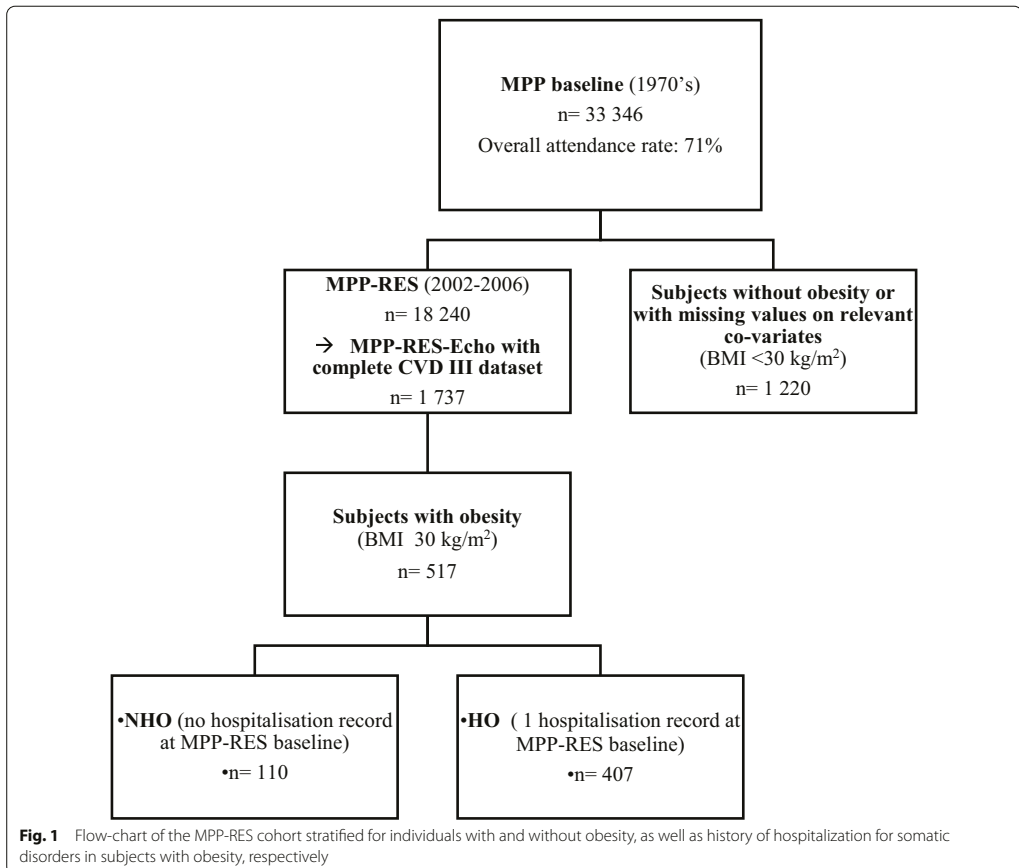 MPP baseline (1970's)
n= 33 346
Overall attendance rate: 71%
MPP-RES (2002-2006)
n= 18 240
→ MPP-RES-Echo with
complete CVD III dataset
n= 1 737
Subjects without obesity or
with missing values on relevant
co-variates
(BMI <30 kg/m²)
n= 1 220
Subjects with obesity
(BMI 30 kg/m²)
n= 517
•NHO (no hospitalisation record
at MPP-RES baseline)
•n= 110
•HO ( 1 hospitalisation record at
MPP-RES baseline)
•n= 407
Fig. 1 Flow-chart of the MPP-RES cohort stratified for individuals with and without obesity, as well as history of hospitalization for somatic
disorders in subjects with obesity, respectively